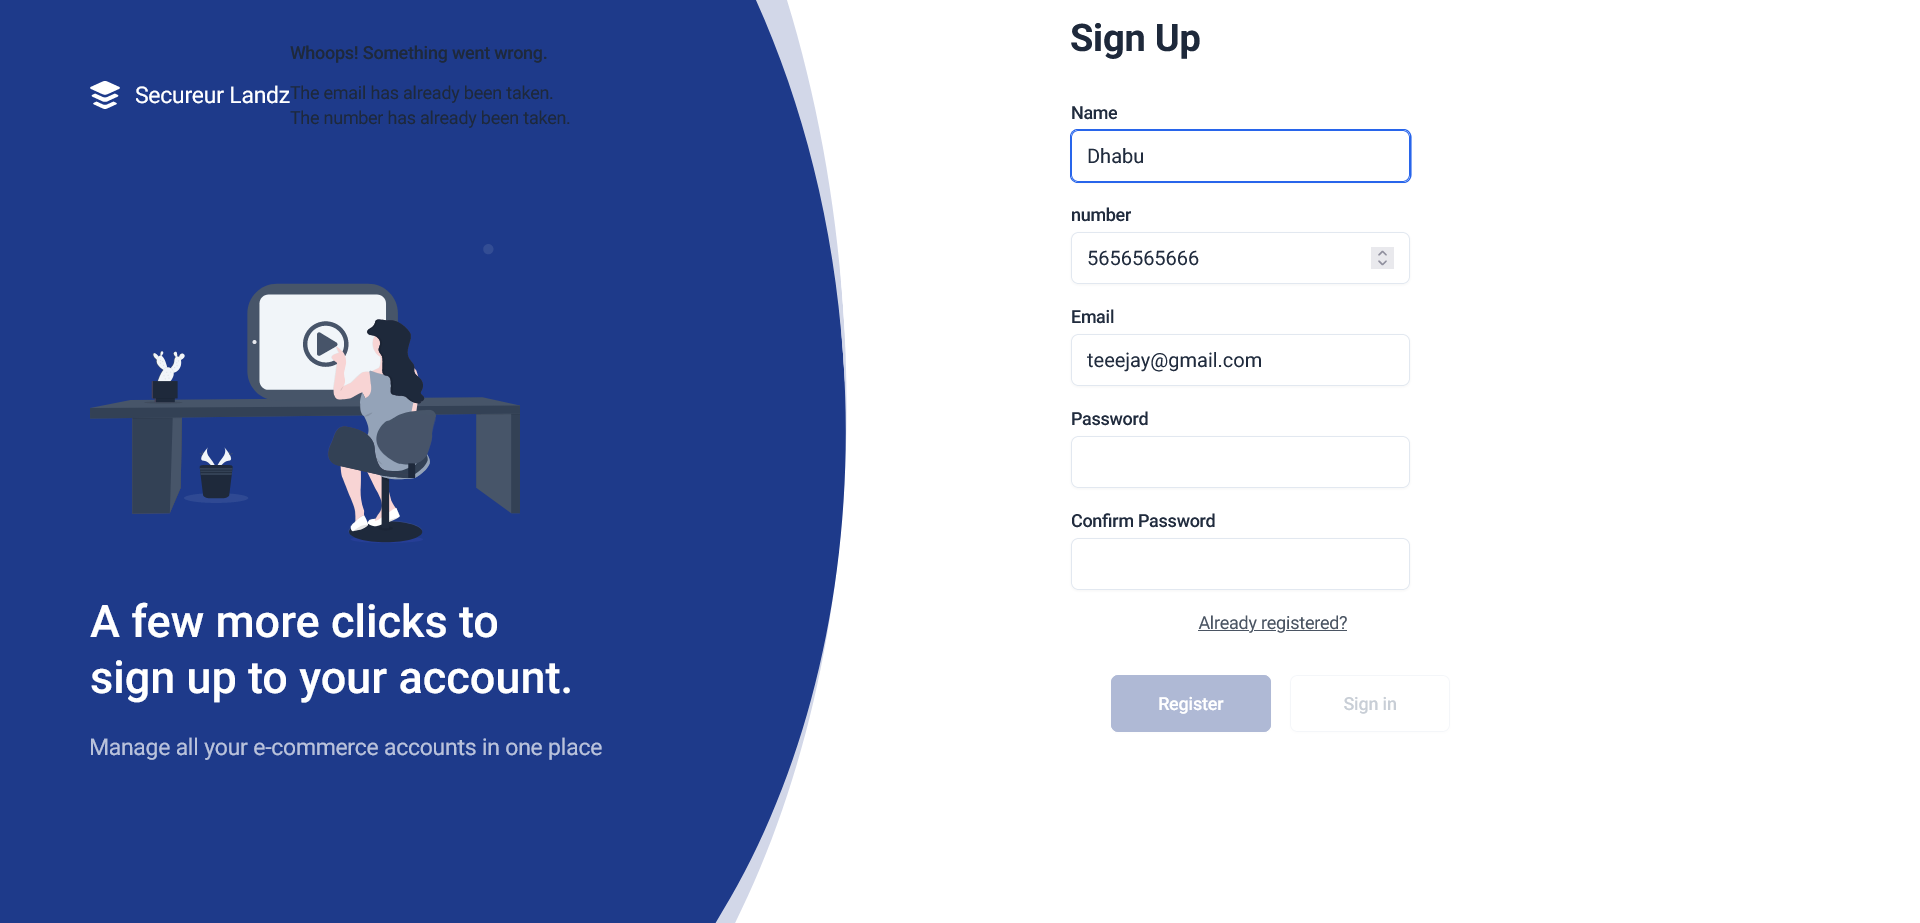 Whoops! Something went wrong.
Secureur Landz
The email has already been taken.
The number has already been taken.
A few more clicks to
sign up to your account.
Manage all your e-commerce accounts in one place
Sign Up
Name
Dhabu
number
5656565666
Email
teeejay@gmail.com
Password
Confirm Password
Already registered?
Register
Sign in